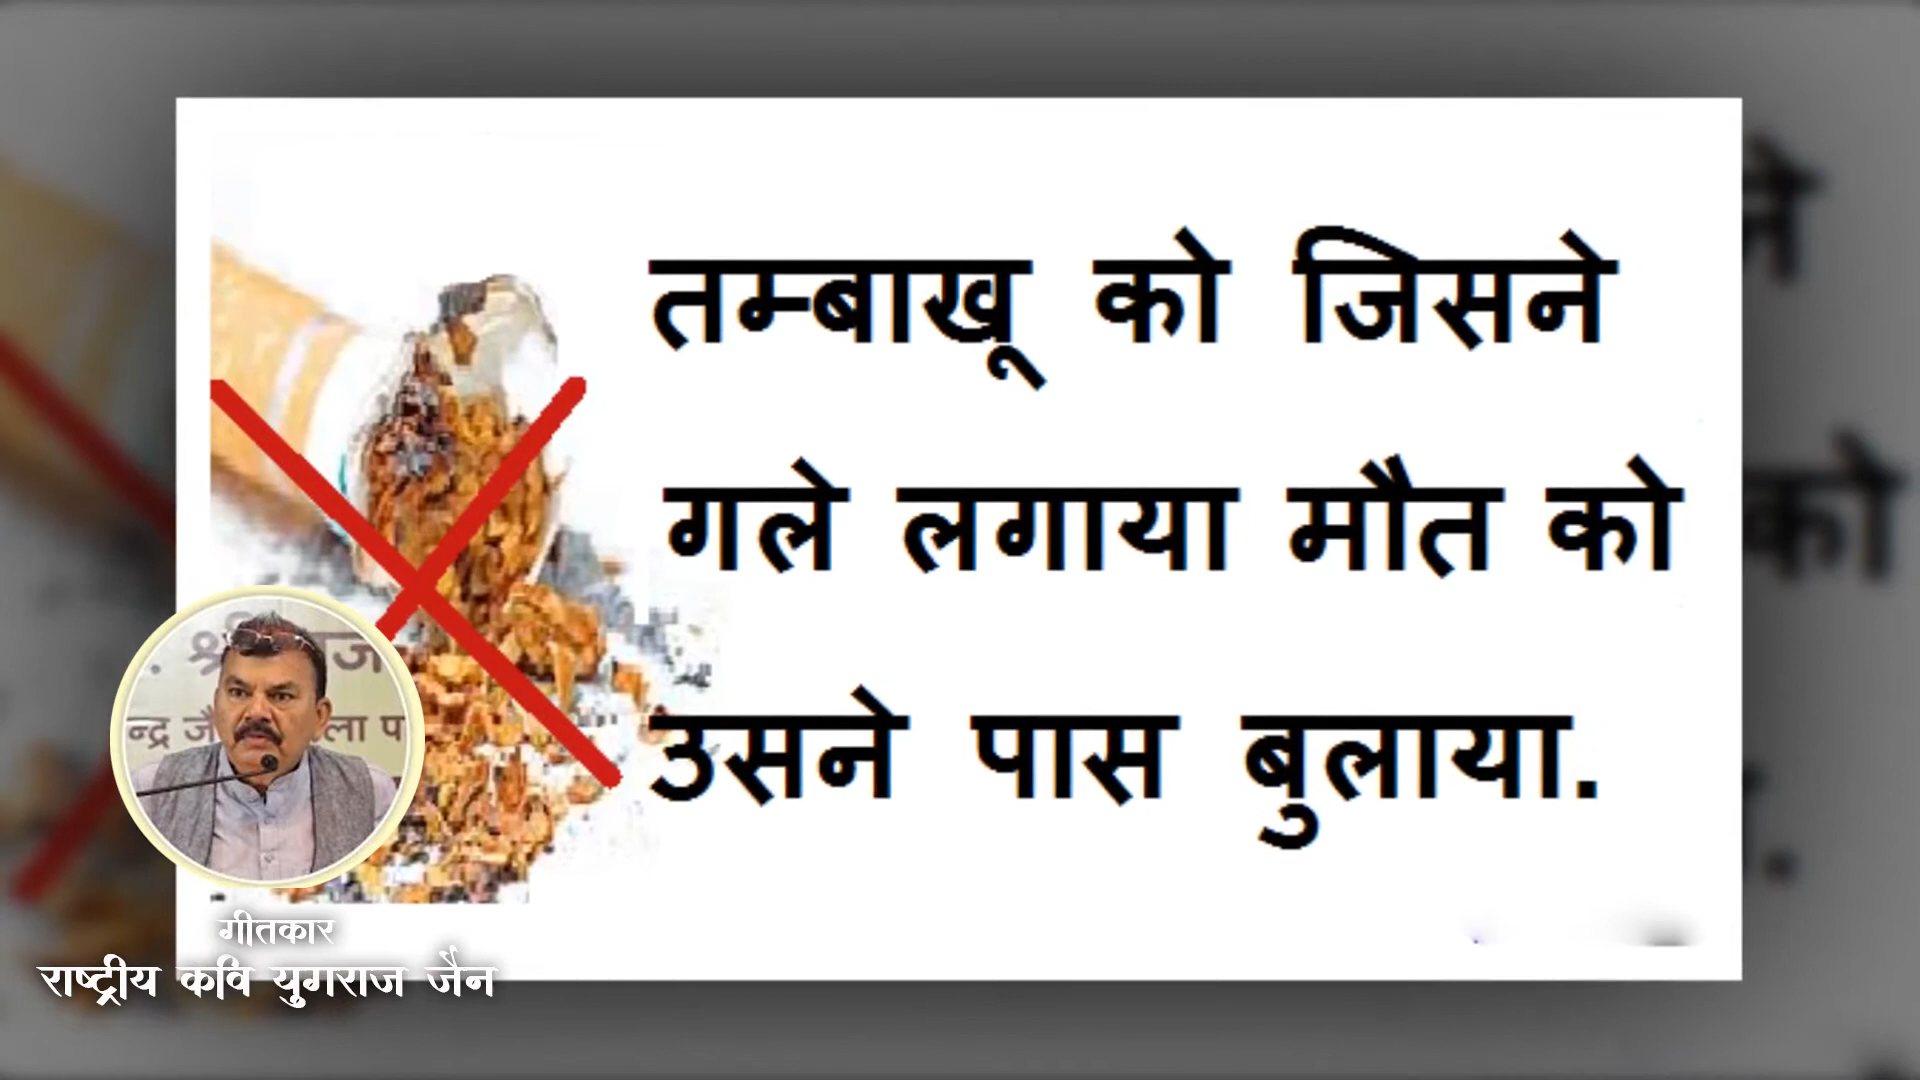 तम्बाखू को जिसने
गले लगाया मौत को
उसने पास बुलाया.
गीतकार
राष्ट्रीय कवि युगराज जैन